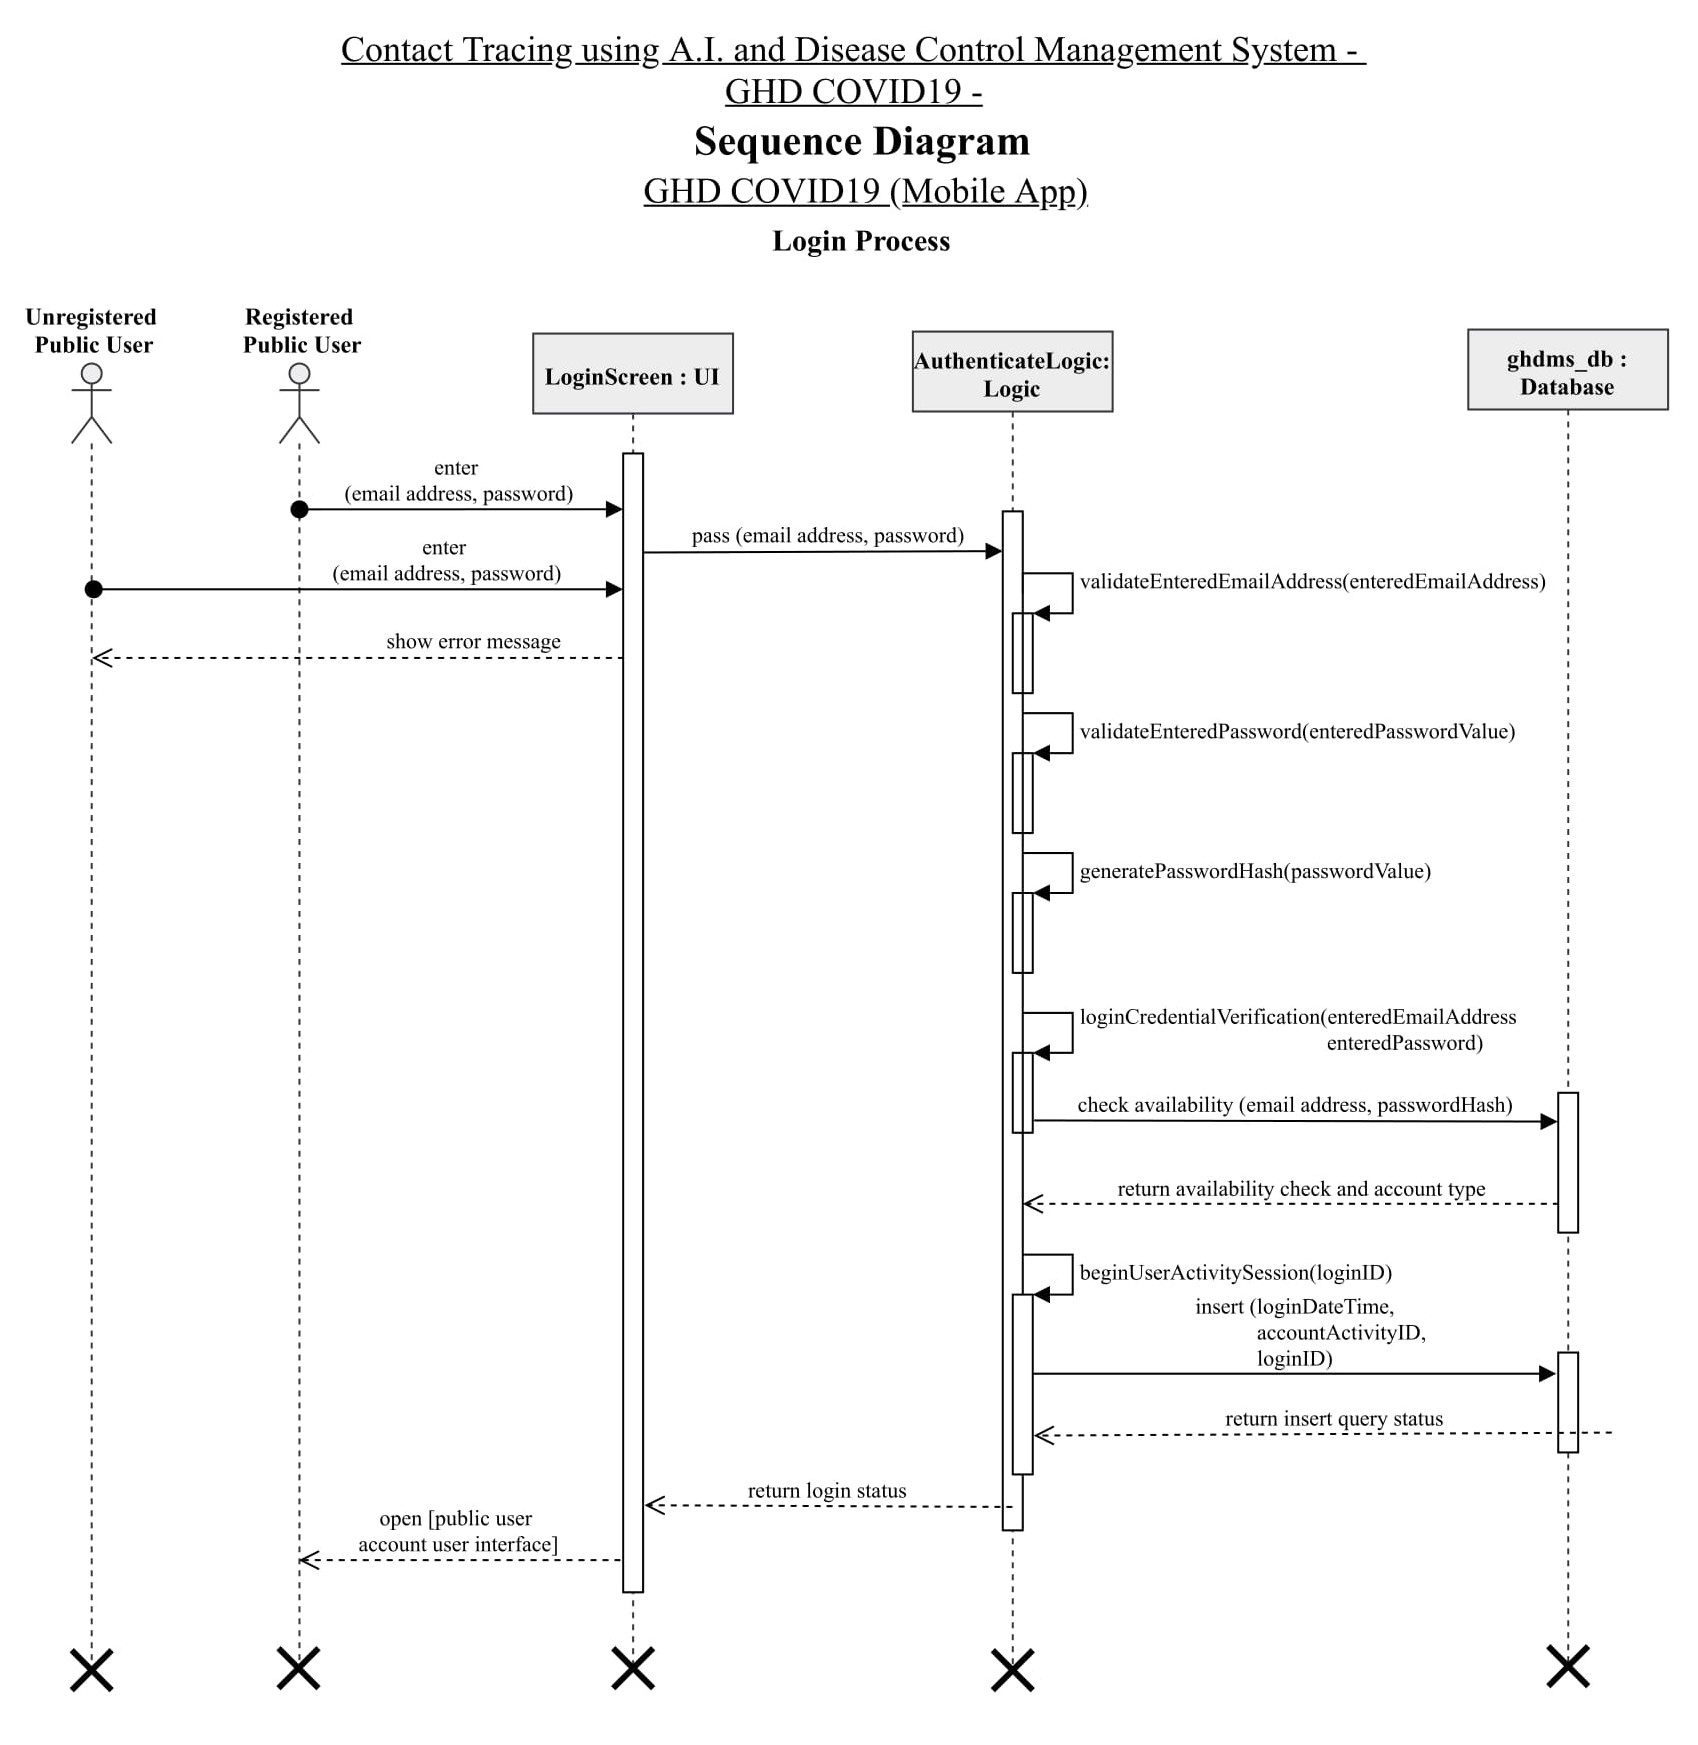 Contact Tracing using A.I. and Disease Control Management System -
GHD COVID19 -
Sequence Diagram
GHD COVID19 (Mobile App)
Login Process
Unregistered
Public User
Registered
Public User
LoginScreen : UI
AuthenticateLogic:
Logic
ghdms_db :
Database
enter
(email address, password)
pass (email address, password)
enter
(email address, password)
validateEnteredEmailAddress(enteredEmailAddress)
show error message
validateEnteredPassword(enteredPasswordValue)
generatePasswordHash(passwordValue)
loginCredentialVerification(enteredEmailAddress
enteredPassword)
check availability (email address, passwordHash)
return availability check and account type
beginUserActivitySession(loginID)
insert (loginDateTime,
accountActivityID,
loginID)
return insert query status
return login status
open [public user
account user interface]